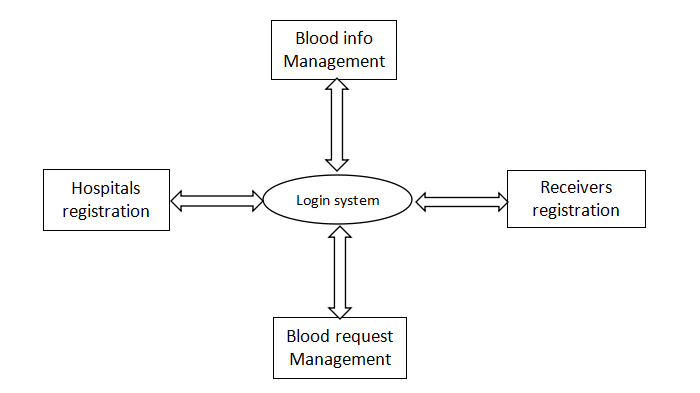 Blood info
Management
Hospitals
registration
Login system
Receivers
registration
Blood request
Management